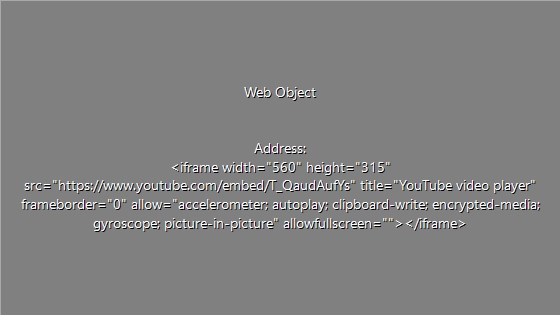 Web Object
Address:
<iframe width="560" height="315"
src="https://www.youtube.com/embed/T_QaudAufYs" title="YouTube video player"
frameborder="0" allow="accelerometer; autoplay; clipboard-write; encrypted-media;
gyroscope; picture-in-picture" allowfullscreen=""></iframe>